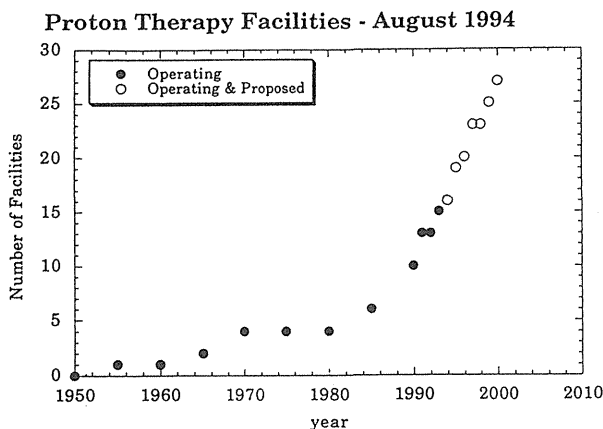 Proton Therapy Facilities - August 1994
Operating
Operating & Proposed
Number of Facilities
30
25
20
15
10
5
0
1950 1960 1970 1980 1990 2000 2010
year